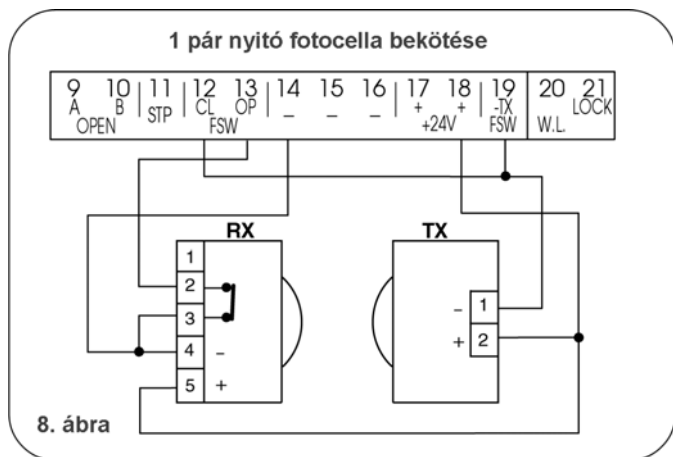 1 pár nyitó fotocella bekötése
9 10 11 12 13 14 15 16 17 18 19 20 21
A B STP CL OP _ _ _ + + -TX LOCK
OPEN FSW +24V FSW W.L.
RX TX
1
2
3
4 –
5 +
– 1
+ 2
8. ábra